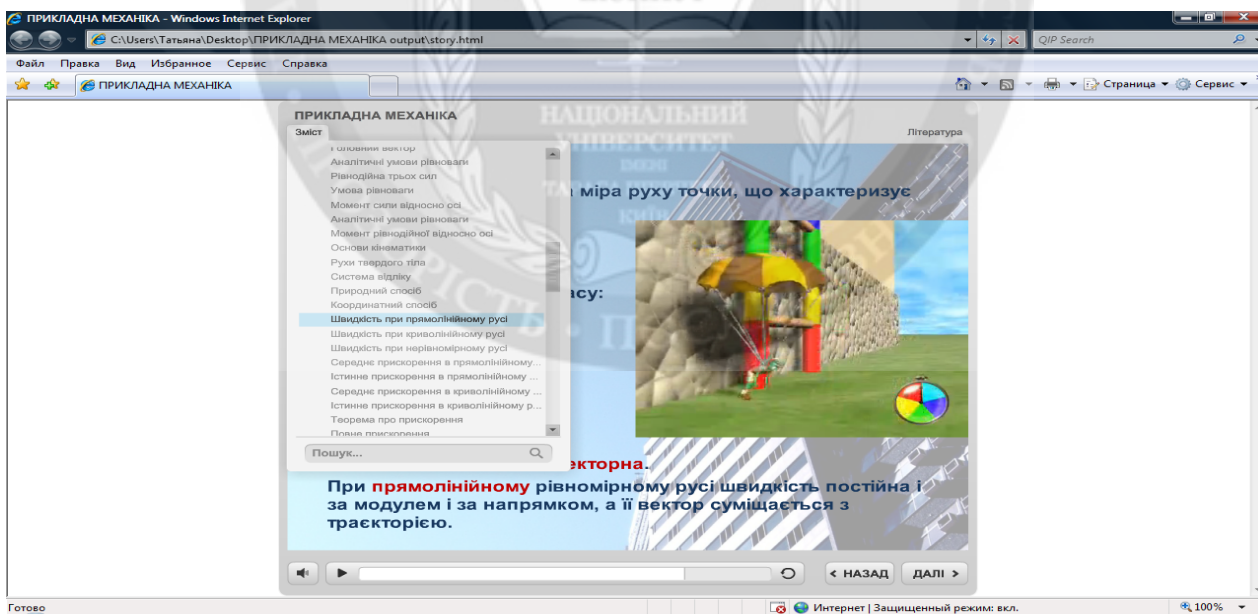 ПРИКЛАДНА МЕХАНІКА - Windows Internet Explorer
C:\Users\Татьяна\Desktop\ПРИКЛАДНА МЕХАНІКА output\story.html
QIP Search
Файл Правка Вид Избранное Сервис Справка
ПРИКЛАДНА МЕХАНІКА
Страница Сервис
НАЦІОНАЛЬНИЙ
УНІВЕРСИТЕТ
ІМЕНІ
КИЇВ
ПРИКЛАДНА МЕХАНІКА
Зміст
Література
Головний вектор
Аналітичні умови рівноваги
Рівнодійна трьох сил
Умова рівноваги
Момент сили відносно осі
Аналітичні умови рівноваги
Момент рівнодійної відносно осі
Основи кінематики
Рухи твердого тіла
Система відліку
Природний спосіб
Координатний спосіб
Швидкість при прямолінійному русі
Швидкість при криволінійному русі
Швидкість при нерівномірному русі
Середнє прискорення в прямолінійному...
Істинне прискорення в прямолінійному ...
Середнє прискорення в криволінійному ...
Істинне прискорення в криволінійному р...
Теорема про прискорення
Повне прискорення
Пошук...
міра руху точки, що характеризує
асу:
екторна.
При прямолінійному рівномірному русі швидкість постійна і
за модулем і за напрямком, а її вектор суміщається з
траєкторією.
< НАЗАД
ДАЛІ >
Готово
Интернет | Защищенный режим: вкл.
100%